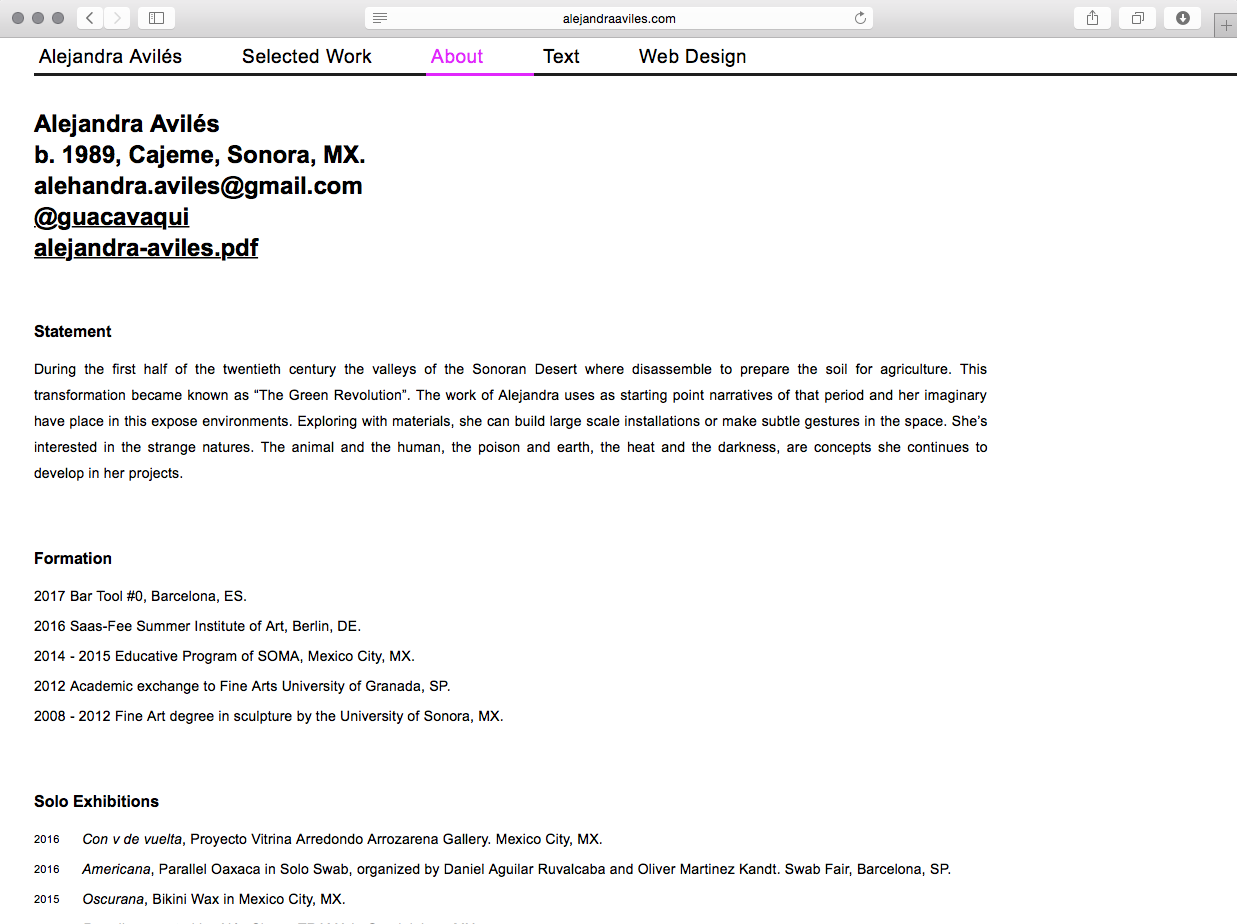 alejandraaviles.com
Alejandra Avilés Selected Work About Text Web Design
Alejandra Avilés
b. 1989, Cajeme, Sonora, MX.
alehandra.aviles@gmail.com
@guacavaqui
alejandra-aviles.pdf
Statement
During the first half of the twentieth century the valleys of the Sonoran Desert where disassemble to prepare the soil for agriculture. This
transformation became known as “The Green Revolution”. The work of Alejandra uses as starting point narratives of that period and her imaginary
have place in this expose environments. Exploring with materials, she can build large scale installations or make subtle gestures in the space. She’s
interested in the strange natures. The animal and the human, the poison and earth, the heat and the darkness, are concepts she continues to
develop in her projects.
Formation
2017 Bar Tool #0, Barcelona, ES.
2016 Saas-Fee Summer Institute of Art, Berlin, DE.
2014 - 2015 Educative Program of SOMA, Mexico City, MX.
2012 Academic exchange to Fine Arts University of Granada, SP.
2008 - 2012 Fine Art degree in sculpture by the University of Sonora, MX.
Solo Exhibitions
2016 Con v de vuelta, Proyecto Vitrina Arredondo Arrozarena Gallery. Mexico City, MX.
2016 Americana, Parallel Oaxaca in Solo Swab, organized by Daniel Aguilar Ruvalcaba and Oliver Martinez Kandt. Swab Fair, Barcelona, SP.
2015 Oscurana, Bikini Wax in Mexico City, MX.